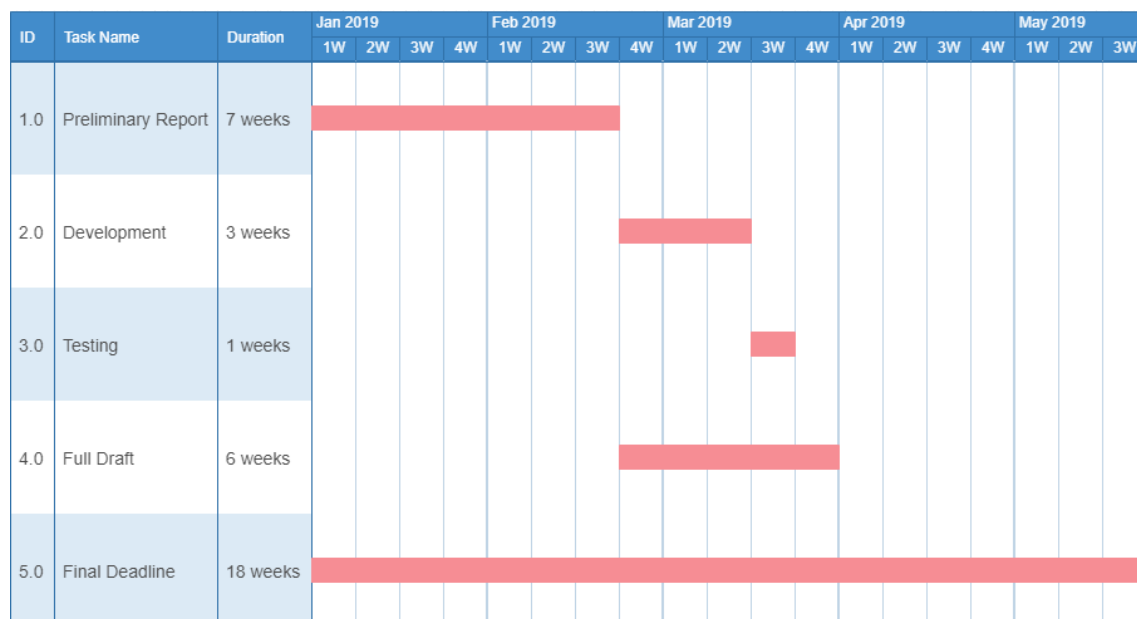 ID Task Name Duration Jan 2019 Feb 2019 Mar 2019 Apr 2019 May 2019
1W 2W 3W 4W 1W 2W 3W 4W 1W 2W 3W 4W 1W 2W 3W 4W 1W 2W 3W
1.0 Preliminary Report 7 weeks
2.0 Development 3 weeks
3.0 Testing 1 weeks
4.0 Full Draft 6 weeks
5.0 Final Deadline 18 weeks